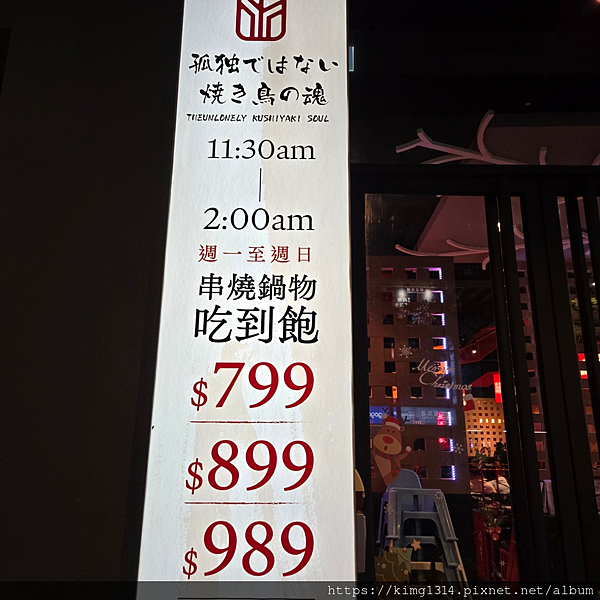 孤独ではない
焼き鳥の魂
THEUNLONELY KUSHIYAKI SOUL
11:30am
2:00am
週一至週日
串燒鍋物
吃到飽
$799
$899
$989
Merry
Christmas
https://kimg1314.pixnet.net/album